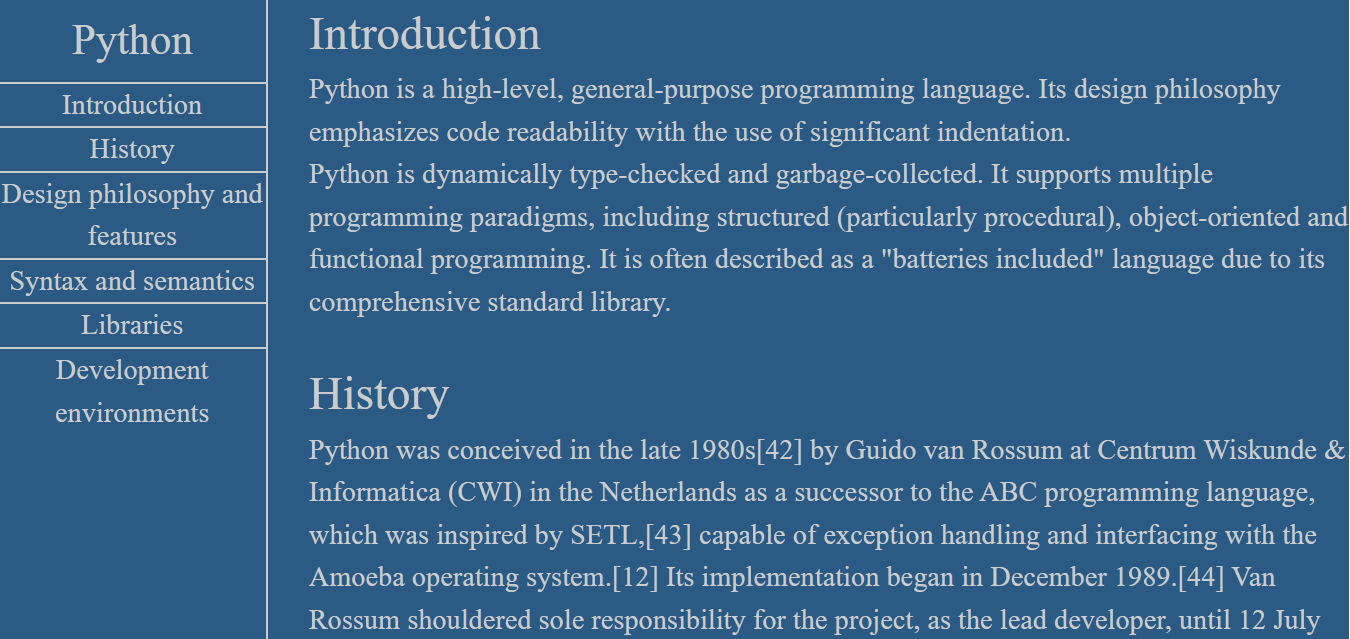 Python
Introduction
History
Design philosophy and
features
Syntax and semantics
Libraries
Development
environments
Introduction
Python is a high-level, general-purpose programming language. Its design philosophy
emphasizes code readability with the use of significant indentation.
Python is dynamically type-checked and garbage-collected. It supports multiple
programming paradigms, including structured (particularly procedural), object-oriented and
functional programming. It is often described as a "batteries included" language due to its
comprehensive standard library.
History
Python was conceived in the late 1980s[42] by Guido van Rossum at Centrum Wiskunde &
Informatica (CWI) in the Netherlands as a successor to the ABC programming language,
which was inspired by SETL,[43] capable of exception handling and interfacing with the
Amoeba operating system.[12] Its implementation began in December 1989.[44] Van
Rossum shouldered sole responsibility for the project, as the lead developer, until 12 July